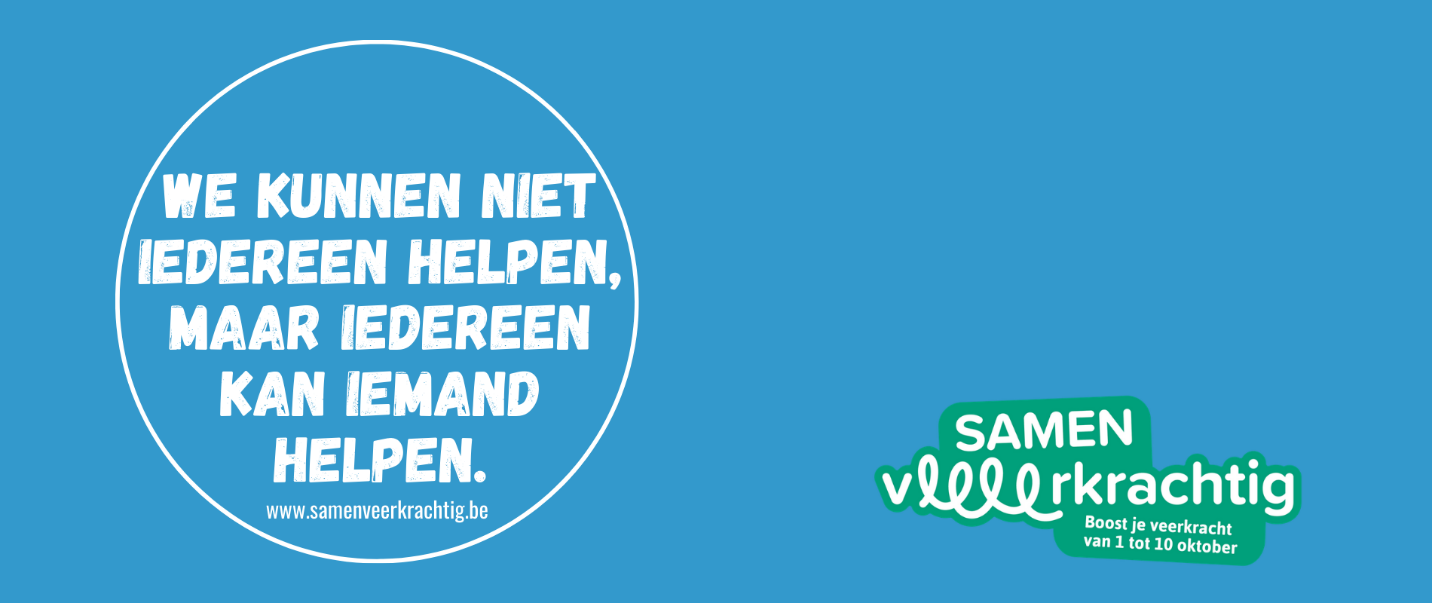 WE KUNNEN NIET
IEDEREEN HELPEN,
MAAR IEDEREEN
KAN IEMAND
HELPEN.
www.samenveerkrachtig.be
SAMEN
veeerkrachtig
Boost je veerkracht
van 1 tot 10 oktober